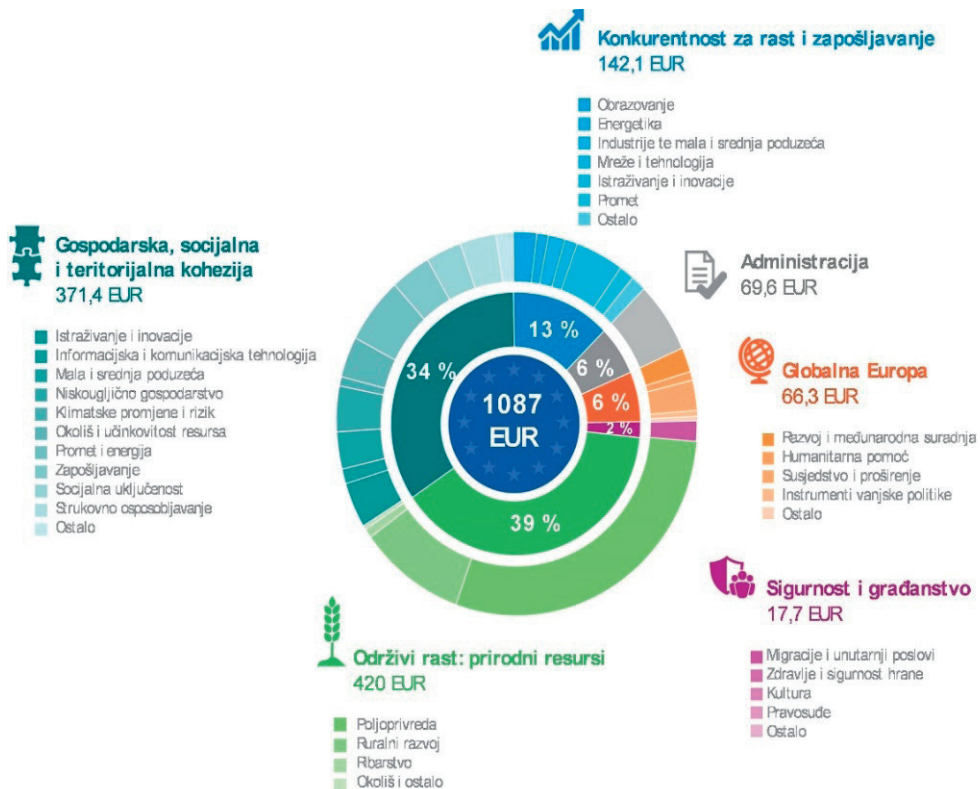 Konkurentnost za rast i zapošljavanje
142,1 EUR
Obrazovanje
Energetika
Industrije te mala i srednja poduzeća
Mreže i tehnologija
Istraživanje i inovacije
Promet
Ostalo
Gospodarska, socijalna
i teritorijalna kohezija
371,4 EUR
Istraživanje i inovacije
Informacijska i komunikacijska tehnologija
Mala i srednja poduzeća
Niskougljično gospodarstvo
Klimatske promjene i rizik
Okoliš i učinkovitost resursa
Promet i energija
Zapošljavanje
Socijalna uključenost
Strukovno osposobljavanje
Ostalo
Administracija
69,6 EUR
13 %
34 %
6 %
6 %
2 %
39 %
1087
EUR
Globalna Europa
66,3 EUR
Razvoj i međunarodna suradnja
Humanitarna pomoć
Susjedstvo i proširenje
Instrumenti vanjske politike
Ostalo
Sigurnost i građanstvo
17,7 EUR
Migracije i unutarnji poslovi
Zdravlje i sigurnost hrane
Kultura
Pravosuđe
Ostalo
Održivi rast: prirodni resursi
420 EUR
Poljoprivreda
Ruralni razvoj
Ribarstvo
Okoliš i ostalo